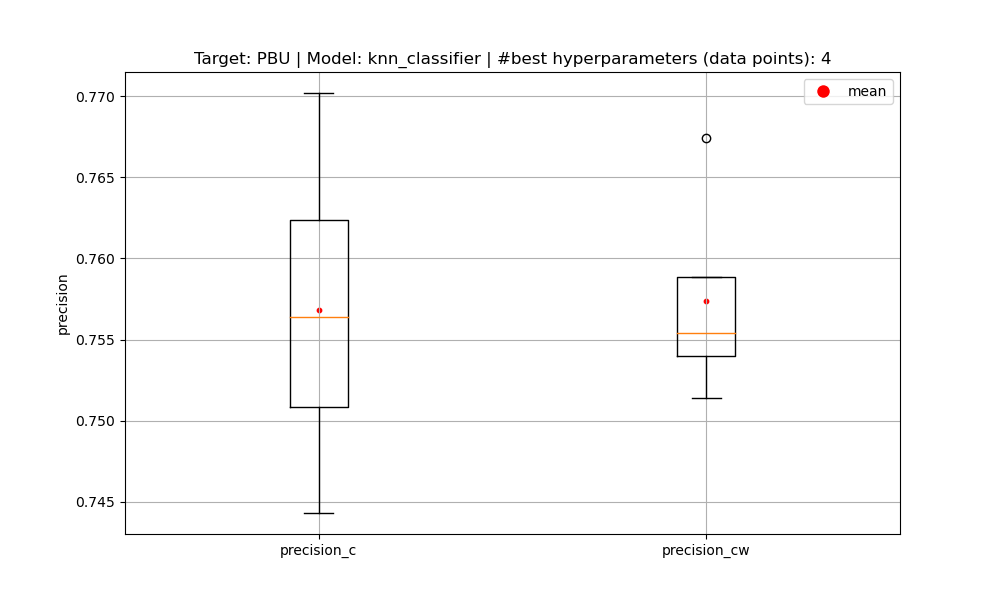 Target: PBU | Model: knn_classifier | #best hyperparameters (data points): 4
mean
0.770
0.765
0.760
0.755
0.750
0.745
precision
precision_c
precision_cw